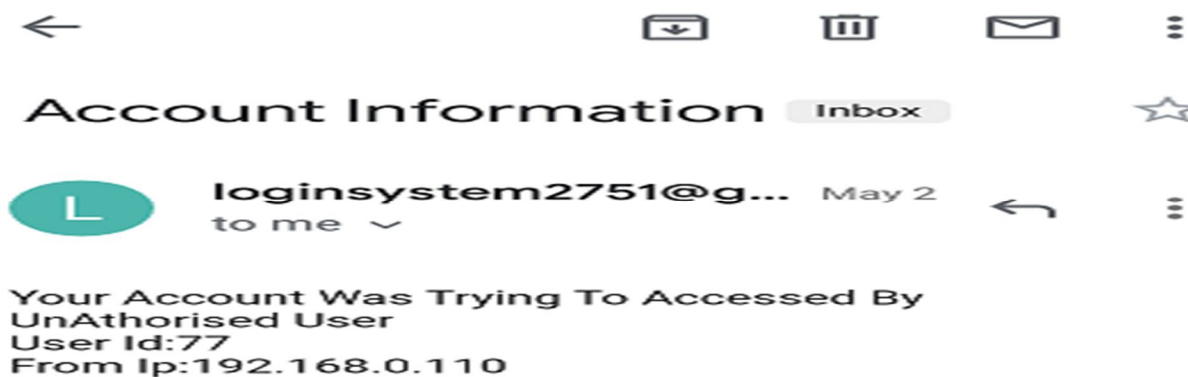 Account Information Inbox
loginsystem2751@g... May 2
to me
L
Your Account Was Trying To Accessed By
UnAthorised User
User Id:77
From Ip:192.168.0.110